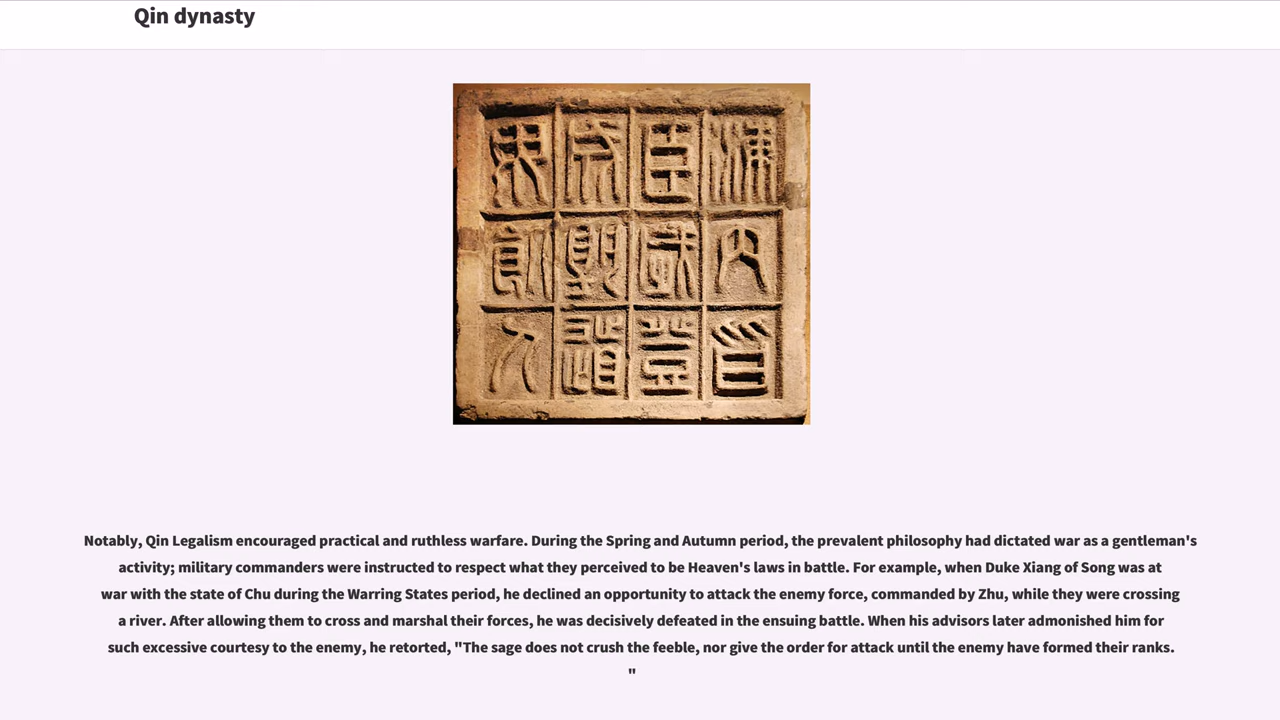 Qin dynasty
海内皆
臣歲登
成孰道
毋飢人
Notably, Qin Legalism encouraged practical and ruthless warfare. During the Spring and Autumn period, the prevalent philosophy had dictated war as a gentleman's
activity; military commanders were instructed to respect what they perceived to be Heaven's laws in battle. For example, when Duke Xiang of Song was at
war with the state of Chu during the Warring States period, he declined an opportunity to attack the enemy force, commanded by Zhu, while they were crossing
a river. After allowing them to cross and marshal their forces, he was decisively defeated in the ensuing battle. When his advisors later admonished him for
such excessive courtesy to the enemy, he retorted, "The sage does not crush the feeble, nor give the order for attack until the enemy have formed their ranks.
"